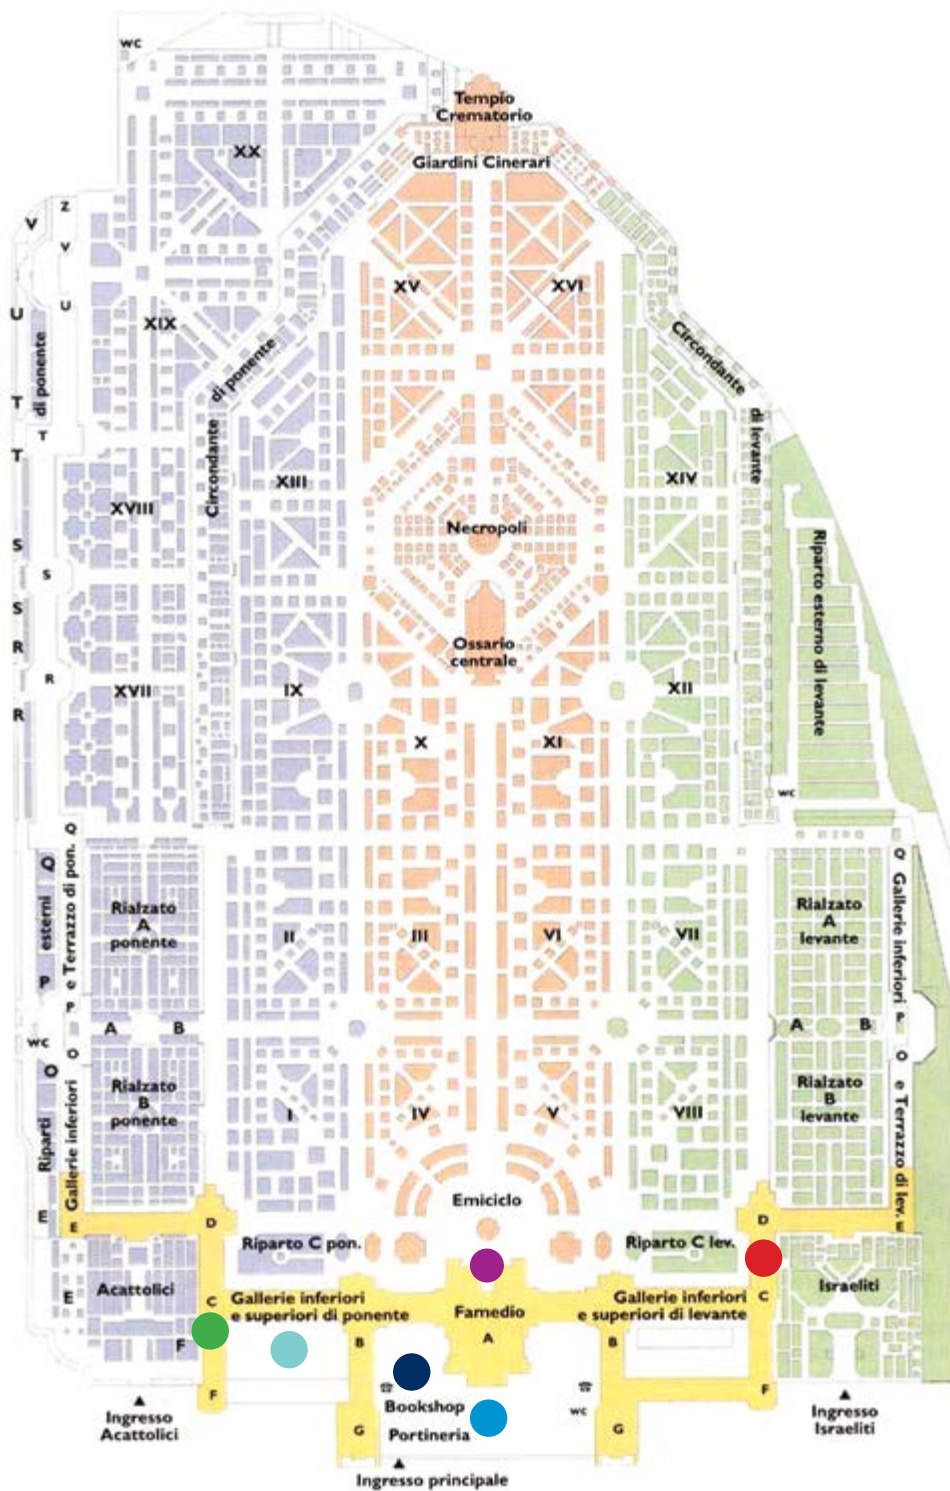 WC
Tempio
Crematorio
XX
Giardini Cinerari
Z
V
V
U
U
XV
XVI
XIX
Circondante
di levante
di ponente
Circondante
di ponente
T
T
T
XIII
XIV
XVIII
Necropoli
Riparto esterno di levante
S
S
S
R
R
R
Ossario
centrale
XVII
IX
XII
X
XI
WC
Q
Q
Q
esterni
P
P
P
e Terrazzo di pon.
Gallerie inferiori
Rialzato
A
ponente
II
III
VI
VII
Rialzato
A
levante
A
B
A
B
WC
O
O
O
Riparti
E
Gallerie inferiori
e Terrazzo di lev.
Rialzato
B
ponente
I
IV
V
VIII
Rialzato
B
levante
Emiciclo
E
D
D
E
Riparto C pon.
Riparto C lev.
E
Acattolici
Israeliti
C
C
Gallerie inferiori
e superiori di ponente
Famedio
Gallerie inferiori
e superiori di levante
F
B
A
B
F
F
Bookshop
WC
Portineria
G
G
Ingresso
Acattolici
Ingresso
Israeliti
Ingresso principale